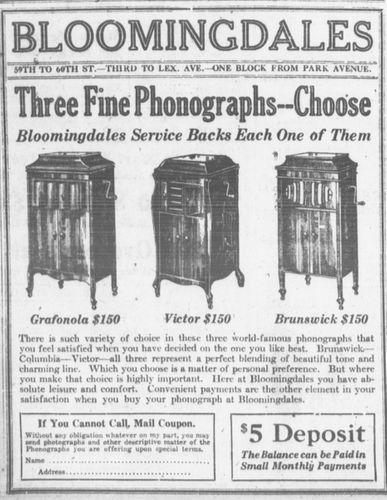 BLOOMINGDALES
59TH TO 60TH ST.—THIRD TO LEX. AVE.—ONE BLOCK FROM PARK AVENUE.
Three Fine Phonographs--Choose
Bloomingdales Service Backs Each One of Them
Grafonola $150
Victor $150
Brunswick $150
There is such variety of choice in these three world-famous phonographs that
you feel satisfied when you have decided on the one you like best. Brunswick—
Columbia—Victor—all three represent a perfect blending of beautiful tone and
charming line. Which you choose is a matter of personal preference. But where
you make that choice is highly important. Here at Bloomingdales you have ab-
solute leisure and comfort. Convenient payments are the other element in your
satisfaction when you buy your phonograph at Bloomingdales.
If You Cannot Call, Mail Coupon.
Without any obligation whatever on my part, you may
send photographs and other descriptive matter of the
Phonographs you are offering upon special terms.
Name
Address
$5 Deposit
The Balance can be Paid in
Small Monthly Payments